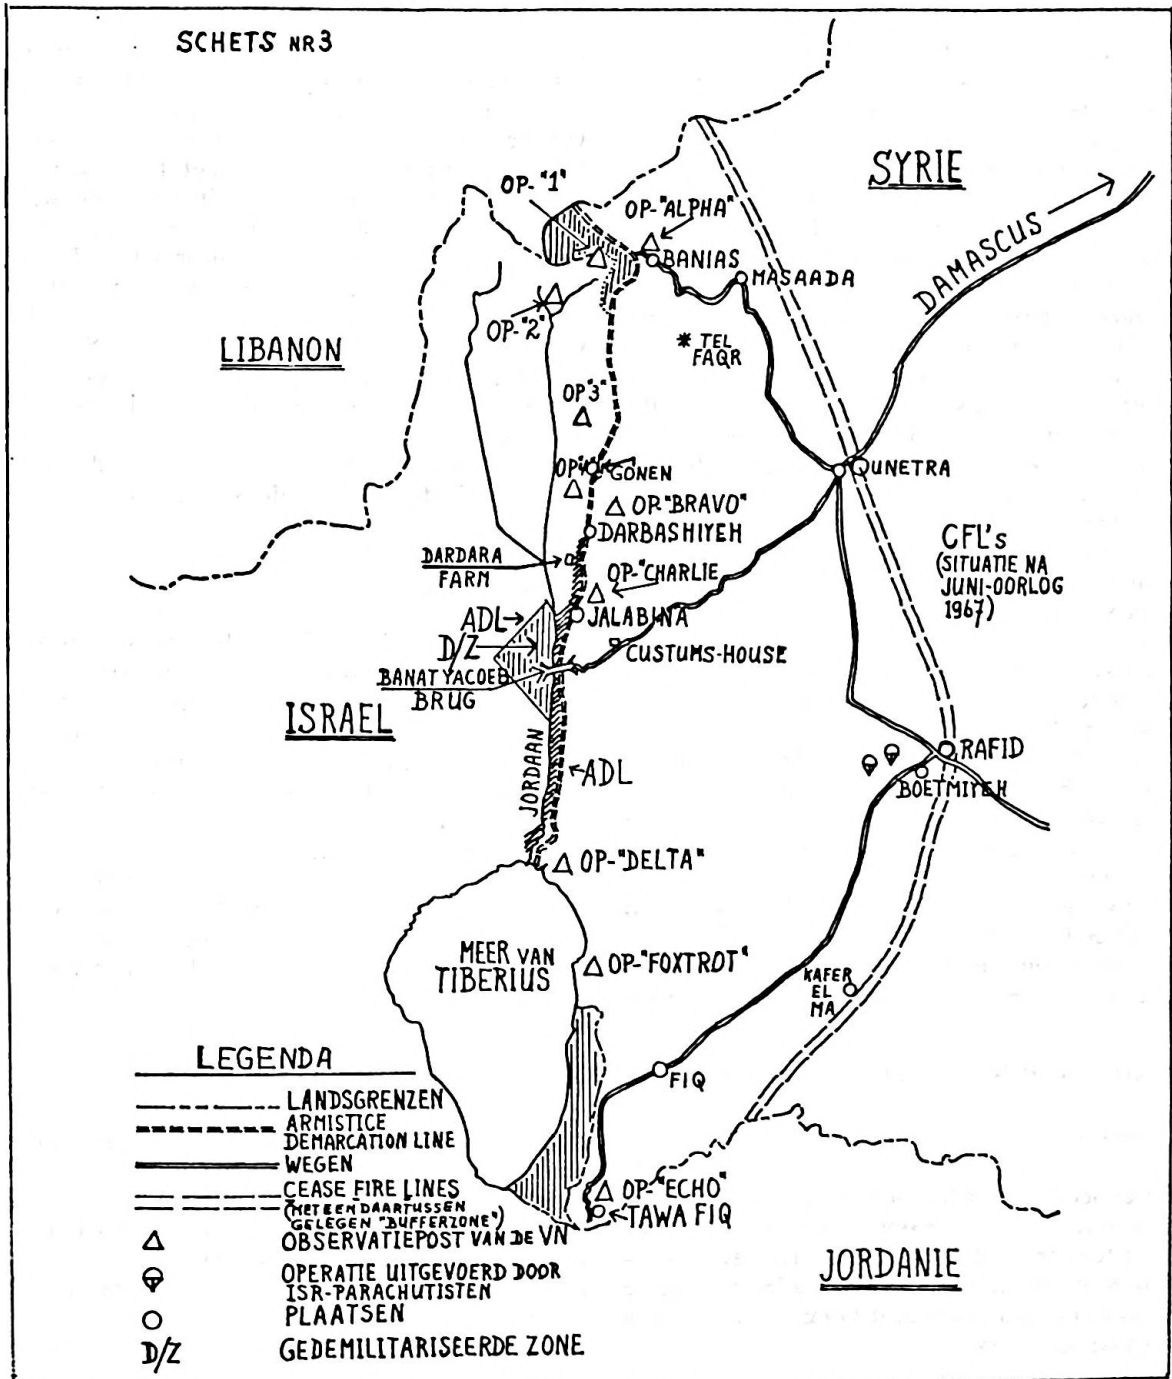 SCHETS NR 3
SYRIE
OP-"1"
OP-"ALPHA"
BANIAS
MASAADA
DAMASCUS
OP-"2"
LIBANON
* TEL
FAQR
OP"3"
GONEN
QUNETRA
OP."BRAVO"
DARBASHIYEH
DARDARA
FARM
OP-"CHARLIE
CFL's
(SITUATIE NA
JUNI-OORLOG
1967)
ADL
JALABINA
D/Z
CUSTUMS-HOUSE
BANAT YACOEB
BRUG
ISRAEL
JORDAAN
ADL
RAFID
BOETMIYEH
OP-"DELTA"
MEER VAN
TIBERIUS
OP-"FOXTROT"
KAFER
EL
MA
FIQ
OP-"ECHO"
TAWA FIQ
JORDANIE
LEGENDA
LANDSGRENZEN
ARMISTICE
DEMARCATION LINE
WEGEN
CEASE FIRE LINES
(MET EEN DAARTUSSEN
GELEGEN "BUFFERZONE")
OBSERVATIEPOST VAN DE VN
OPERATIE UITGEVOERD DOOR
ISR-PARACHUTISTEN
PLAATSEN
D/Z GEDEMILITARISEERDE ZONE